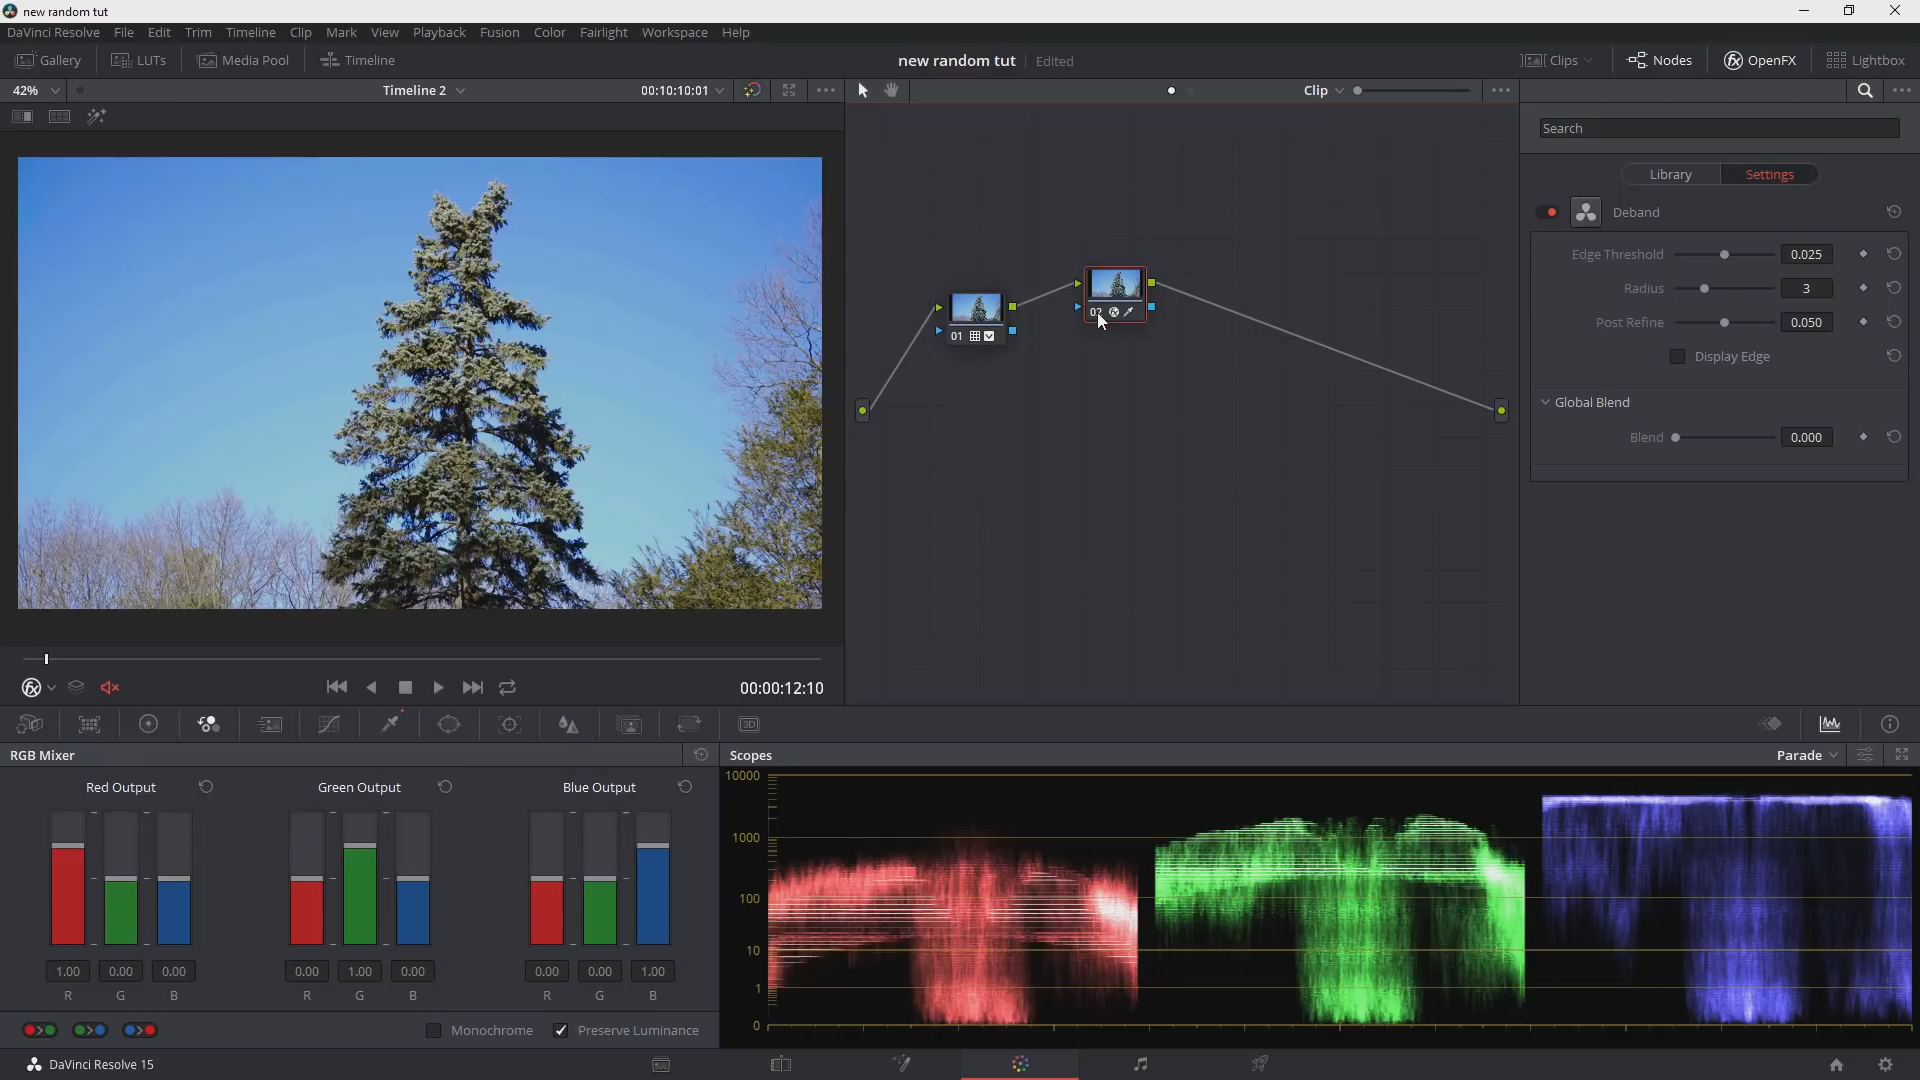 new random tut
DaVinci Resolve File Edit Trim Timeline Clip Mark View Playback Fusion Color Fairlight Workspace Help
Gallery LUTs Media Pool Timeline new random tut Edited Clips Nodes OpenFX Lightbox
42% Timeline 2 00:10:10:01 Clip
Search
Library Settings
Deband
Edge Threshold 0.025
Radius 3
Post Refine 0.050
Display Edge
Global Blend
Blend 0.000
01
02
00:00:12:10
3D
RGB Mixer
Red Output Green Output Blue Output
1.00 0.00 0.00 0.00 1.00 0.00 0.00 0.00 1.00
R G B R G B R G B
Monochrome Preserve Luminance
Scopes Parade
10000
1000
100
10
1
0
DaVinci Resolve 15